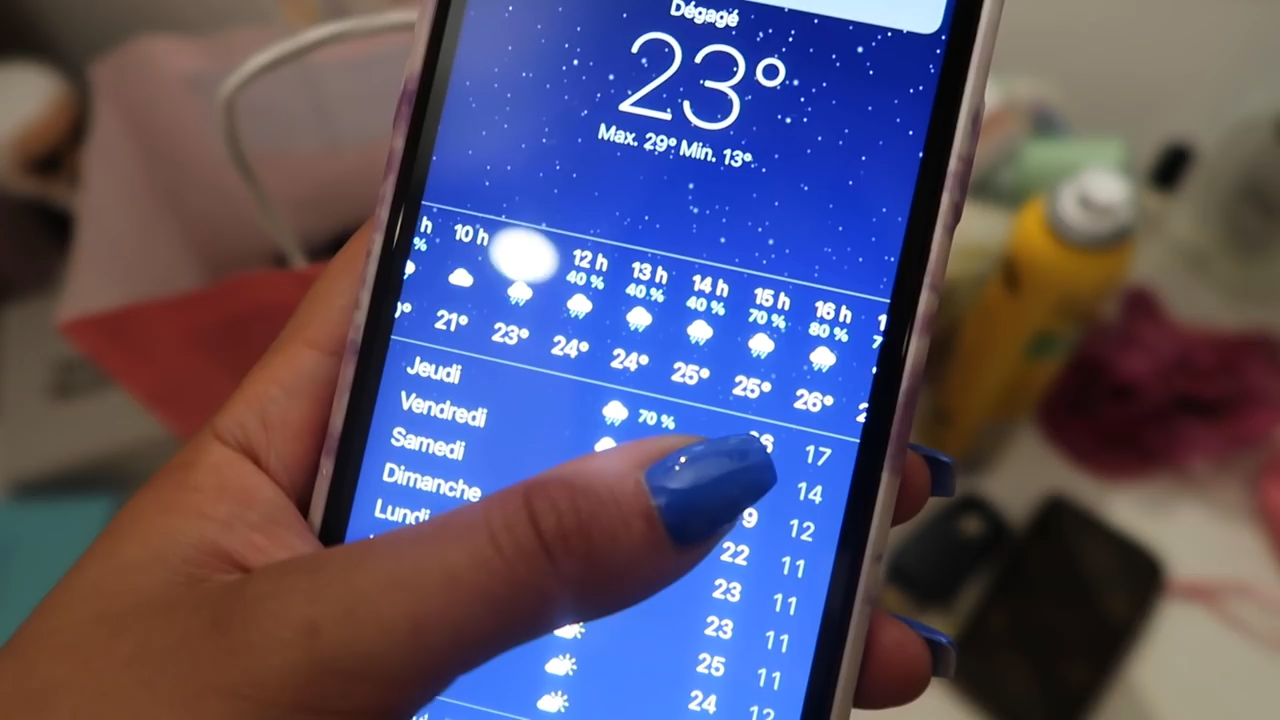 Dégagé
23°
Max. 29° Min. 13°
h 10 h 12 h 13 h 14 h 15 h 16 h
% 40 % 40 % 40 % 70 % 80 %
21° 23° 24° 24° 25° 25° 26°
Jeudi 70 % 17
Vendredi 14
Samedi 12
Dimanche 22 11
Lundi 23 11
23 11
25 11
24 12